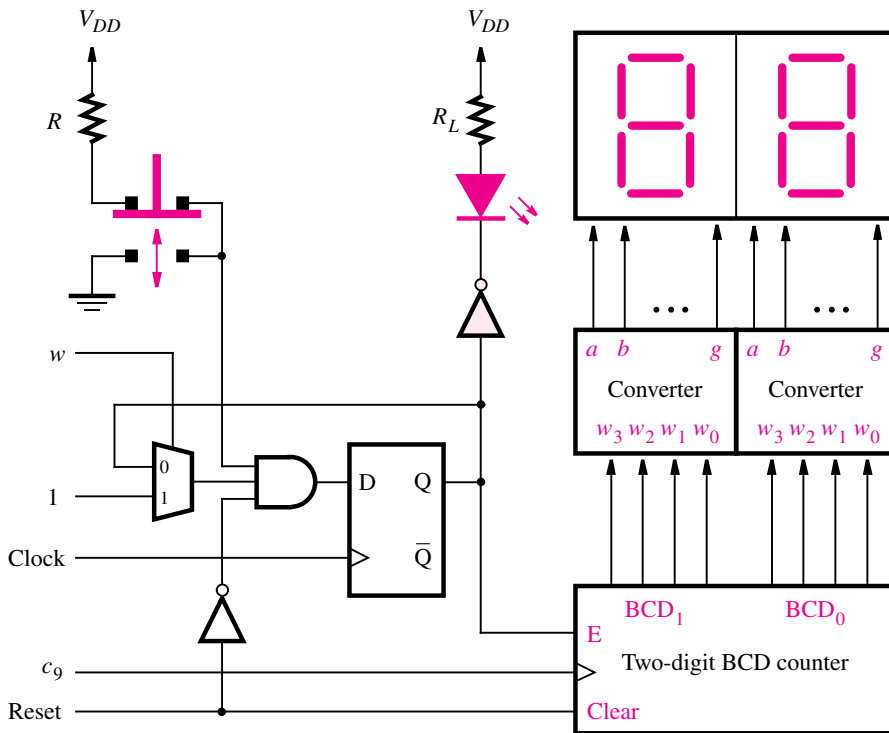 V_DD V_DD
R R_L
w
a b ... g a b ... g
Converter Converter
w_3 w_2 w_1 w_0 w_3 w_2 w_1 w_0
0
1 1
D Q
Clock Q̅
BCD_1 BCD_0
E
Two-digit BCD counter
c_9
Reset Clear